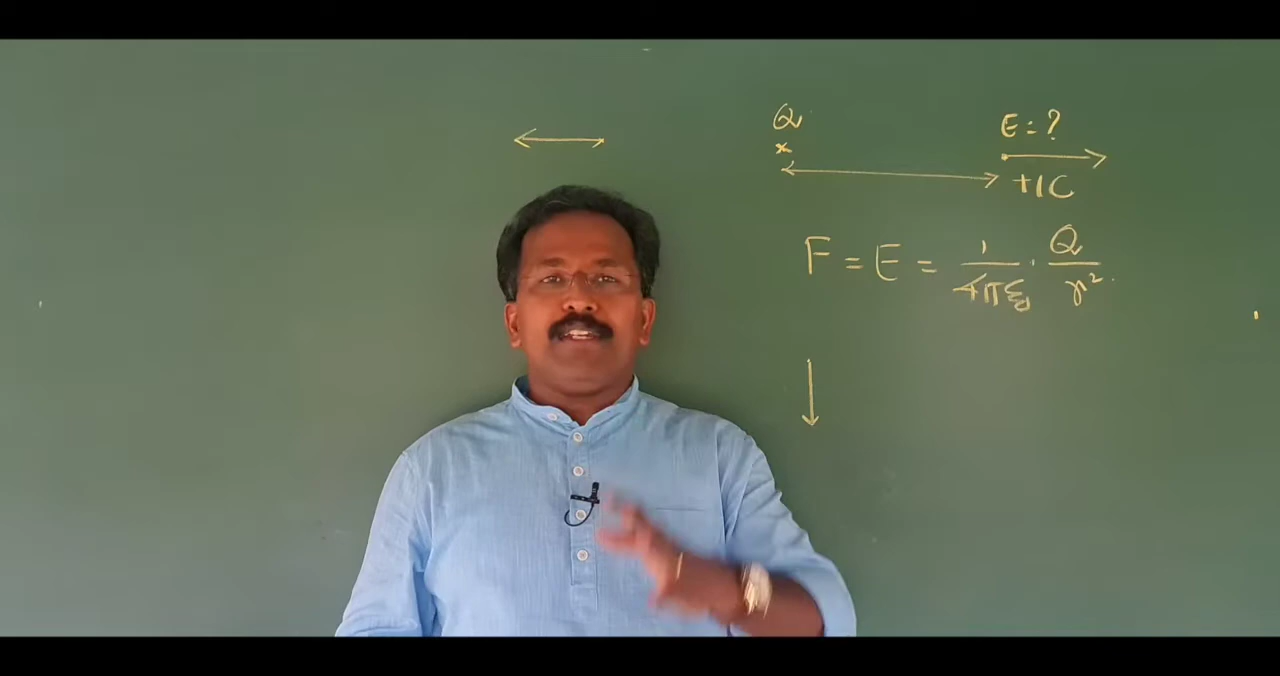 Q E = ?
+1C
F = E = 1/4πε₀ · Q/r²